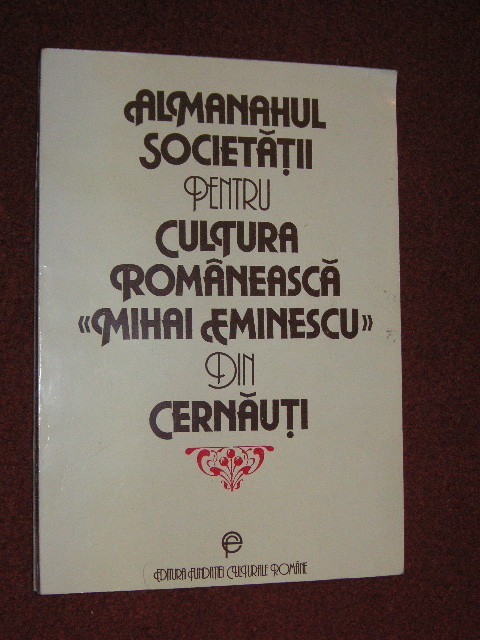 ALMANAHUL
SOCIETĂȚII
PENTRU
CULTURA
ROMÂNEASCĂ
«MIHAI EMINESCU»
DIN
CERNĂUȚI
EDITURA FUNDAȚIEI CULTURALE ROMÂNE